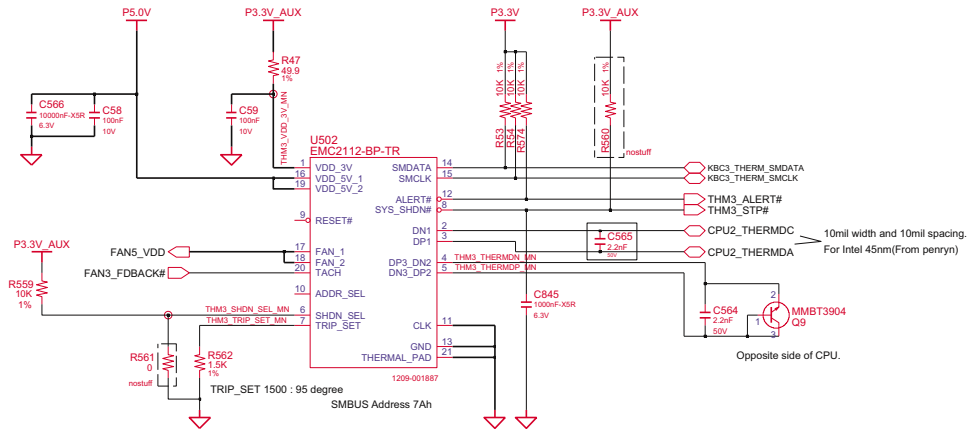 P5.0V
P3.3V_AUX
P3.3V
P3.3V_AUX
R47
49.9
1%
THM3_VDD_3V_MN
C566
10000nF-X5R
6.3V
C58
100nF
10V
C59
100nF
10V
10K 1%
10K 1%
10K 1%
10K 1%
R53
R54
R574
R560
nostuff
U502
EMC2112-BP-TR
1 VDD_3V
16 VDD_5V_1
19 VDD_5V_2
9 RESET#
17 FAN_1
18 FAN_2
20 TACH
10 ADDR_SEL
6 SHDN_SEL
7 TRIP_SET
SMDATA 14
SMCLK 15
ALERT# 12
SYS_SHDN# 8
DN1 2
DP1 3
DP3_DN2 4
DN3_DP2 5
CLK 11
GND 13
THERMAL_PAD 21
1209-001887
KBC3_THERM_SMDATA
KBC3_THERM_SMCLK
THM3_ALERT#
THM3_STP#
CPU2_THERMDC
CPU2_THERMDA
10mil width and 10mil spacing.
For Intel 45nm(From penryn)
C565
2.2nF
50V
THM3_THERMDN_MN
THM3_THERMDP_MN
C845
1000nF-X5R
6.3V
C564
2.2nF
50V
2
1
3
MMBT3904
Q9
Opposite side of CPU.
FAN5_VDD
FAN3_FDBACK#
P3.3V_AUX
R559
10K
1%
THM3_SHDN_SEL_MN
THM3_TRIP_SET_MN
R561
0
nostuff
R562
1.5K
1%
TRIP_SET 1500 : 95 degree
SMBUS Address 7Ah